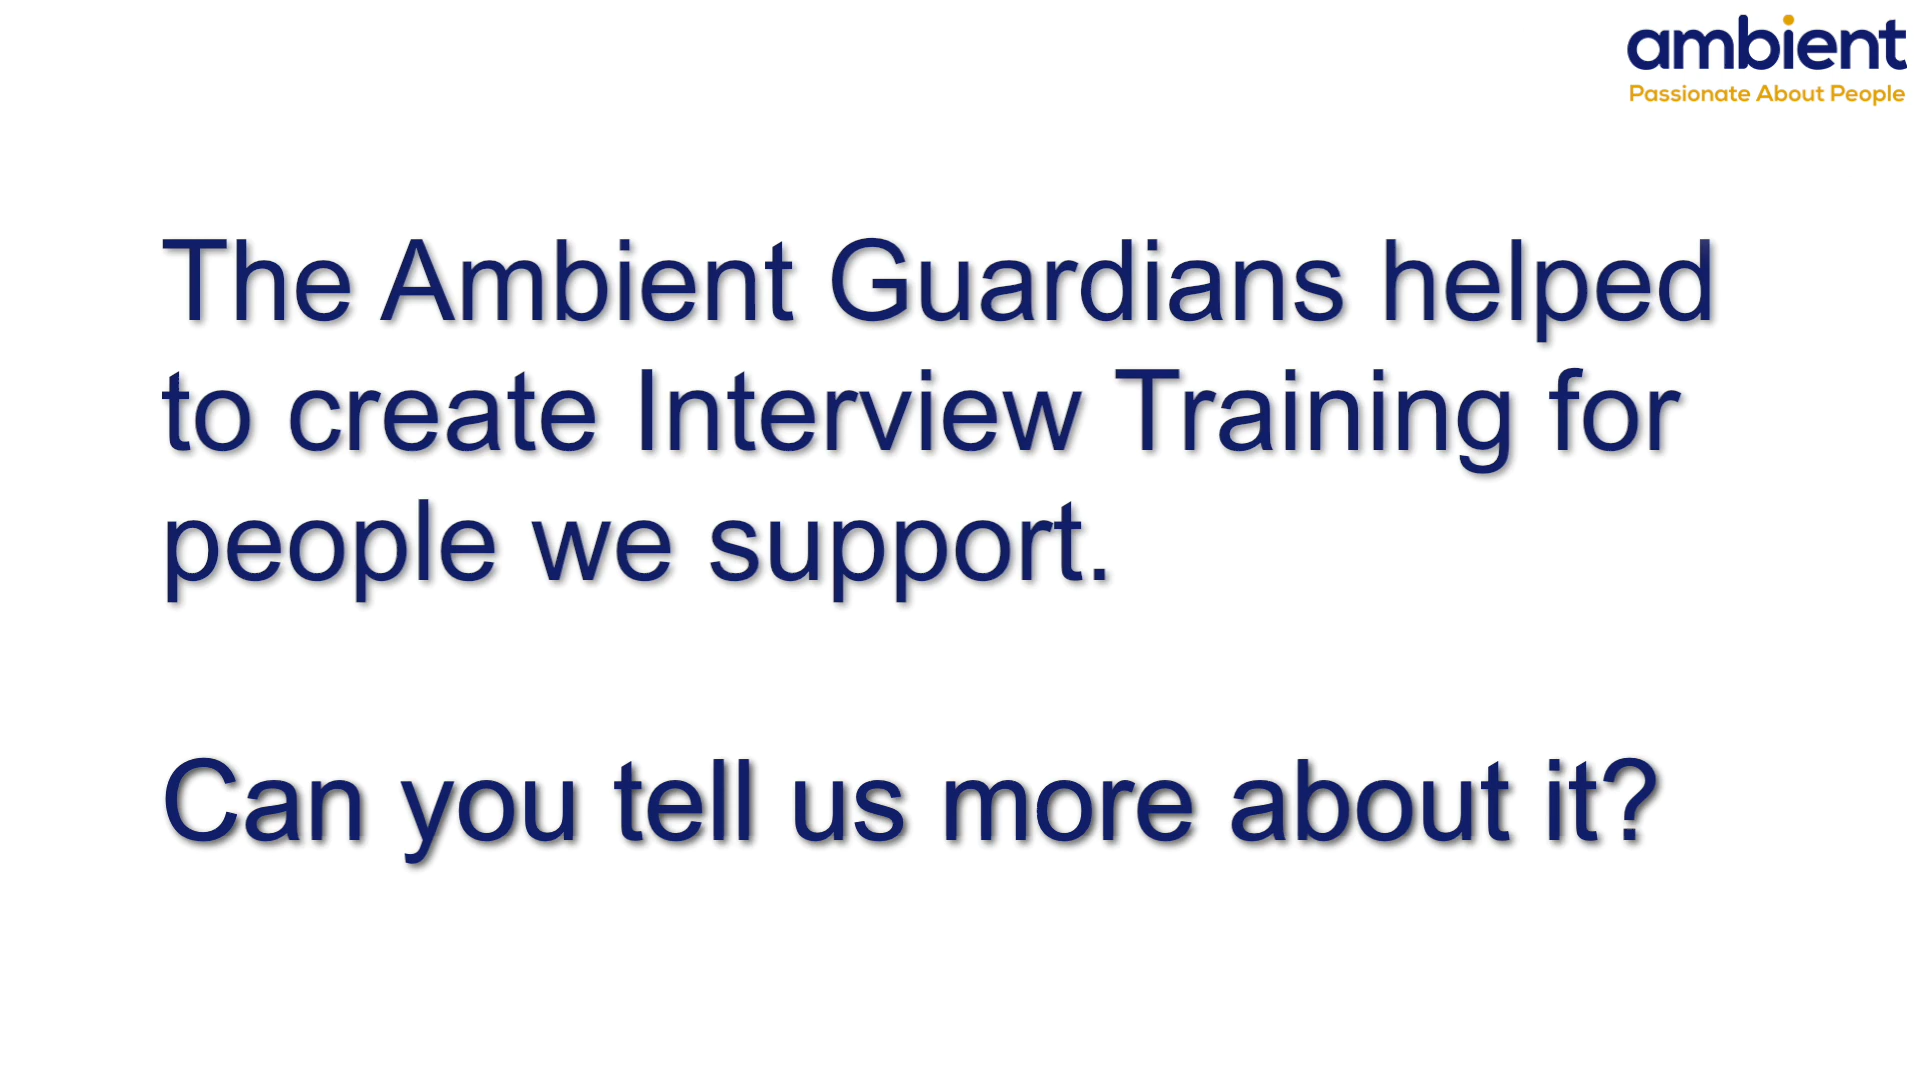 ambient
Passionate About People
The Ambient Guardians helped
to create Interview Training for
people we support.
Can you tell us more about it?